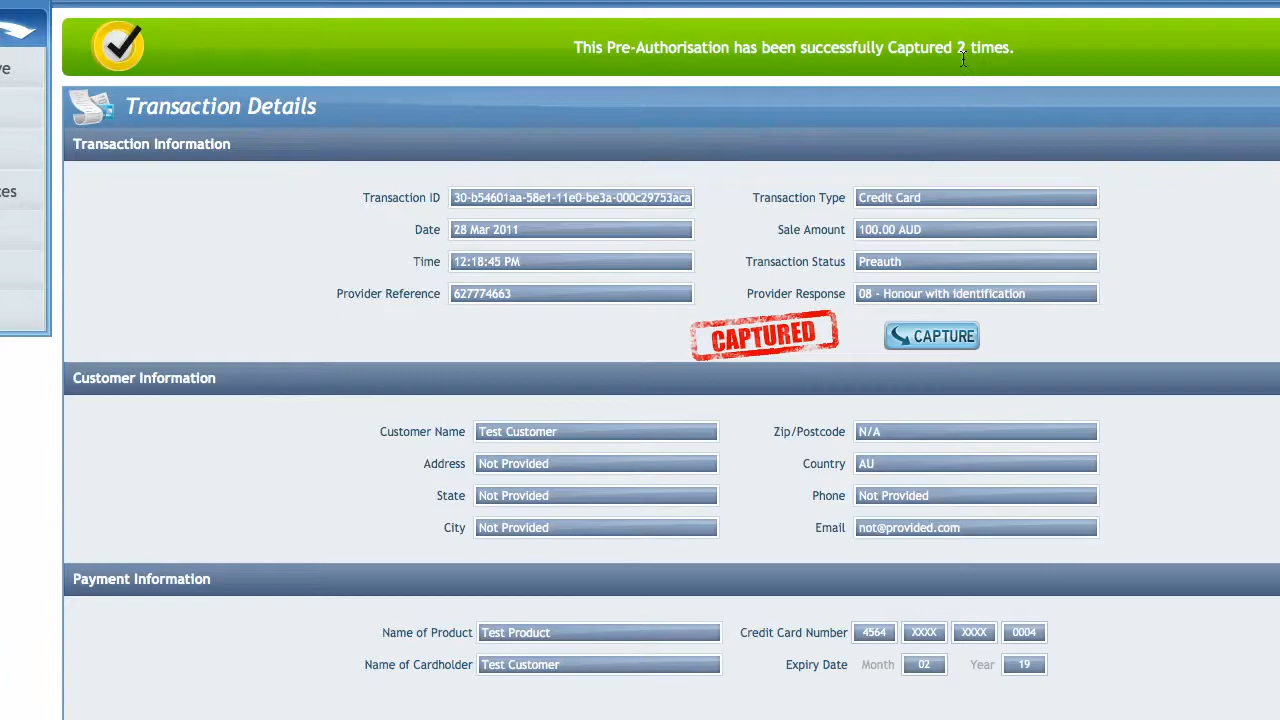 This Pre-Authorisation has been successfully Captured 2 times.
ve
ces
Transaction Details
Transaction Information
Transaction ID 30-b54601aa-58e1-11e0-be3a-000c29753aca Transaction Type Credit Card
Date 28 Mar 2011 Sale Amount 100.00 AUD
Time 12:18:45 PM Transaction Status Preauth
Provider Reference 627774663 Provider Response 08 - Honour with identification
CAPTURED CAPTURE
Customer Information
Customer Name Test Customer Zip/Postcode N/A
Address Not Provided Country AU
State Not Provided Phone Not Provided
City Not Provided Email not@provided.com
Payment Information
Name of Product Test Product Credit Card Number 4564 XXXX XXXX 0004
Name of Cardholder Test Customer Expiry Date Month 02 Year 19